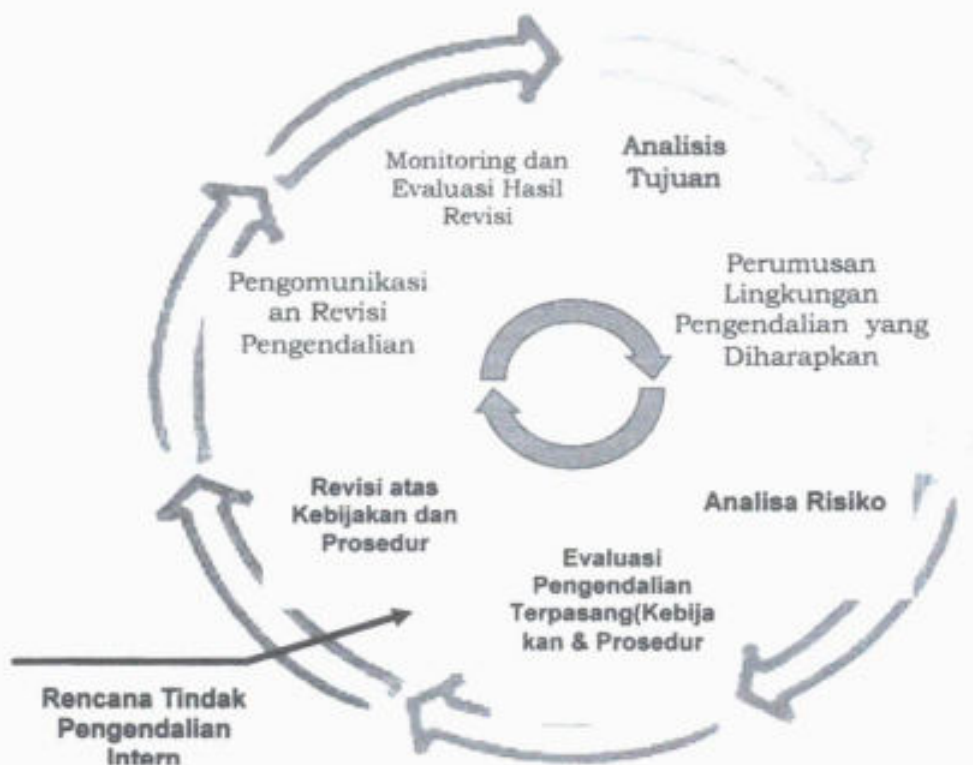 Monitoring dan
Evaluasi Hasil
Revisi
Analisis
Tujuan
Perumusan
Lingkungan
Pengendalian yang
Diharapkan
Pengomunikasi
an Revisi
Pengendalian
Revisi atas
Kebijakan dan
Prosedur
Analisa Risiko
Evaluasi
Pengendalian
Terpasang(Kebija
kan & Prosedur
Rencana Tindak
Pengendalian
Intern